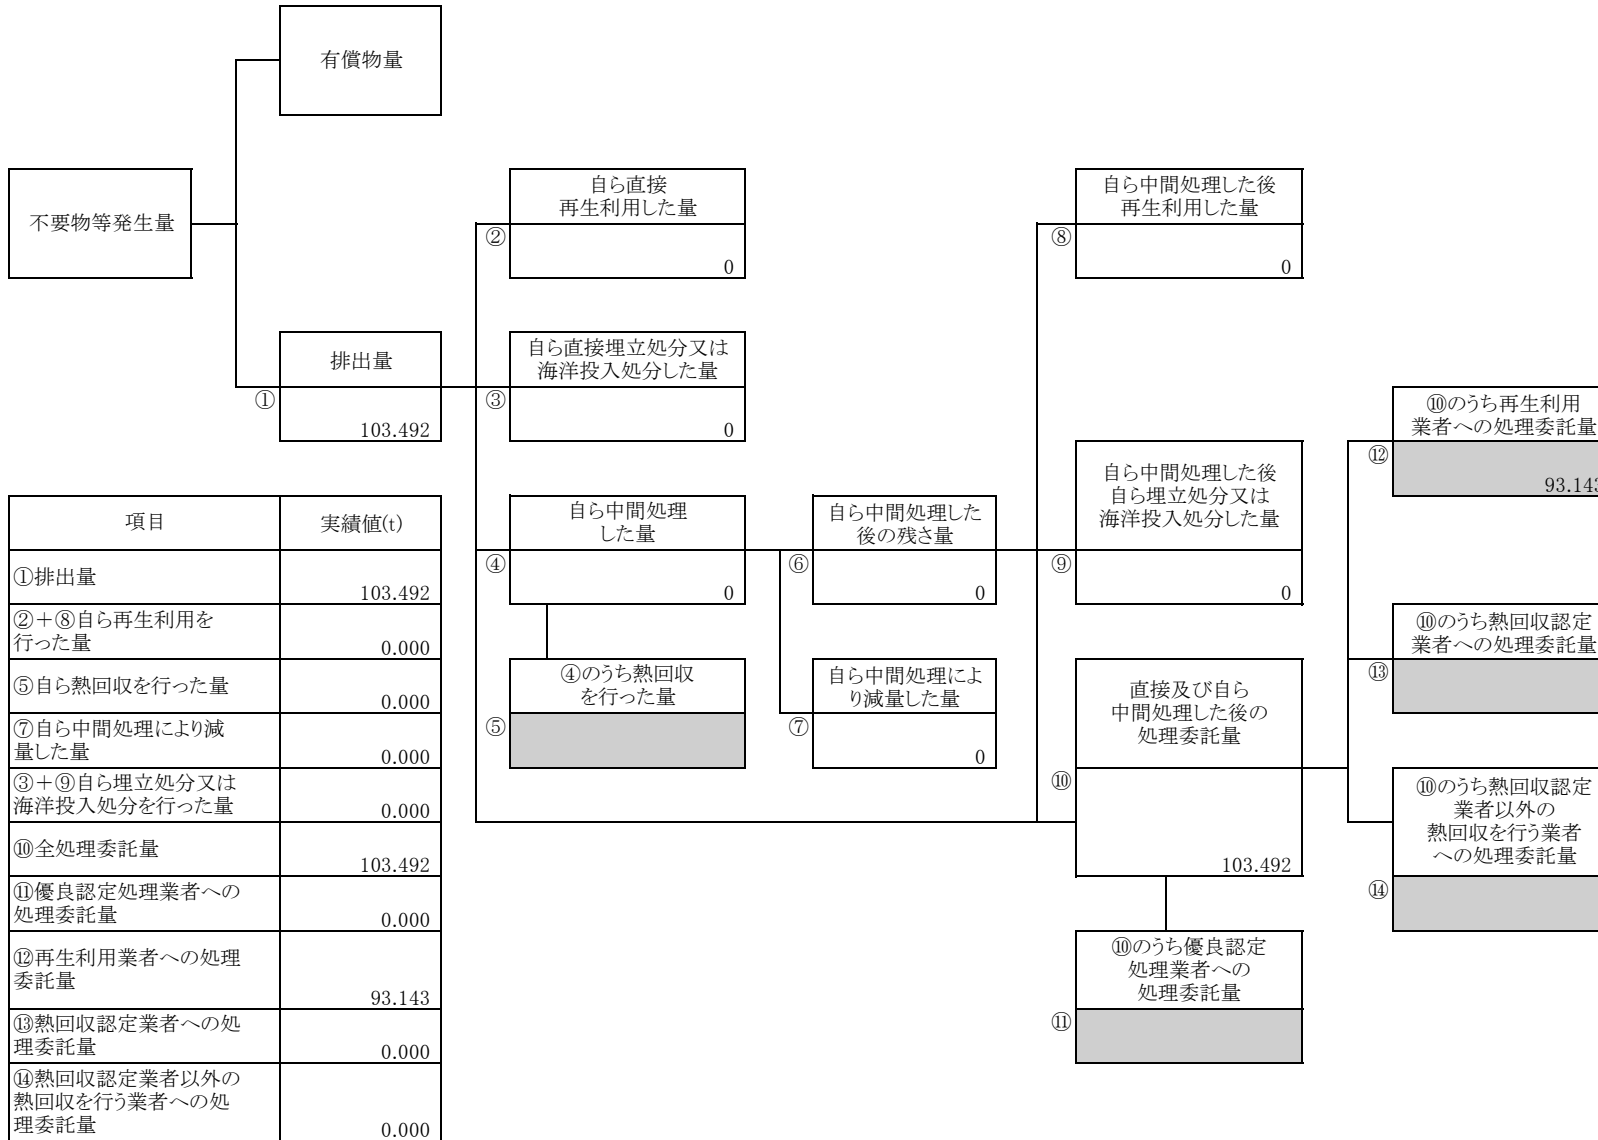 有償物量
不要物等発生量
自ら直接
再生利用した量
②
0
自ら中間処理した後
再生利用した量
⑧
0
排出量
①
103.492
自ら直接埋立処分又は
海洋投入処分した量
③
0
⑩のうち再生利用
業者への処理委託量
⑫
93.143
自ら中間処理
した量
④
0
自ら中間処理した
後の残さ量
⑥
0
自ら中間処理した後
自ら埋立処分又は
海洋投入処分した量
⑨
0
④のうち熱回収
を行った量
⑤
自ら中間処理によ
り減量した量
⑦
0
直接及び自ら
中間処理した後の
処理委託量
⑩
103.492
⑩のうち熱回収認定
業者への処理委託量
⑬
⑩のうち熱回収認定
業者以外の
熱回収を行う業者
への処理委託量
⑭
⑩のうち優良認定
処理業者への
処理委託量
⑪
項目
実績値(t)
①排出量
103.492
②＋⑧自ら再生利用を
行った量
0.000
⑤自ら熱回収を行った量
0.000
⑦自ら中間処理により減
量した量
0.000
③＋⑨自ら埋立処分又は
海洋投入処分を行った量
0.000
⑩全処理委託量
103.492
⑪優良認定処理業者への
処理委託量
0.000
⑫再生利用業者への処理
委託量
93.143
⑬熱回収認定業者への処
理委託量
0.000
⑭熱回収認定業者以外の
熱回収を行う業者への処
理委託量
0.000